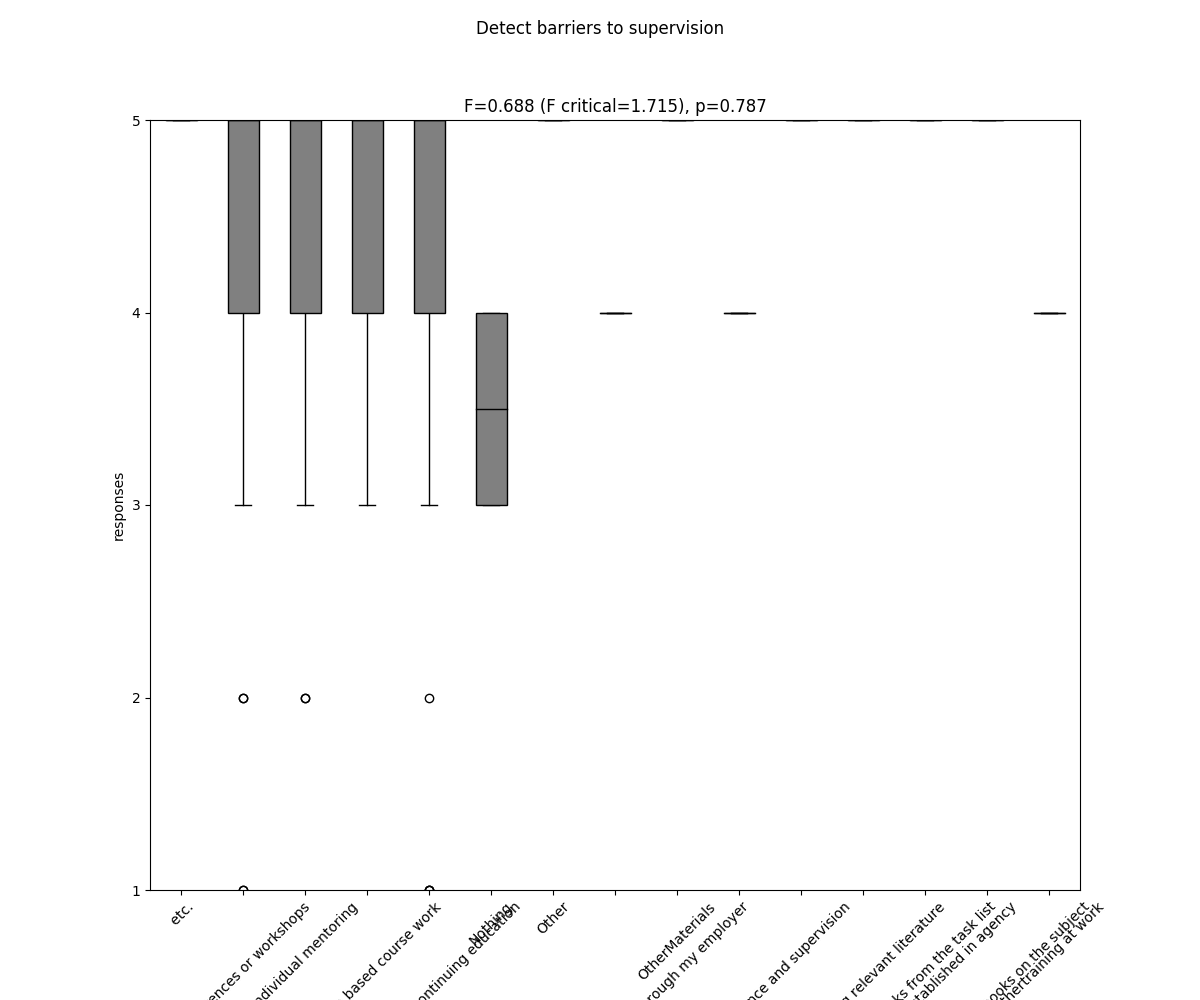 Detect barriers to supervision
F=0.688 (F critical=1.715), p=0.787
5
4
3
2
1
responses
etc.
ences or workshops
ndividual mentoring
based course work
ontinuing education
Nothing
Other
OtherMaterials
rough my employer
nce and supervision
g relevant literature
ks from the task list
tablished in agency
ooks on the subject
hertraining at work